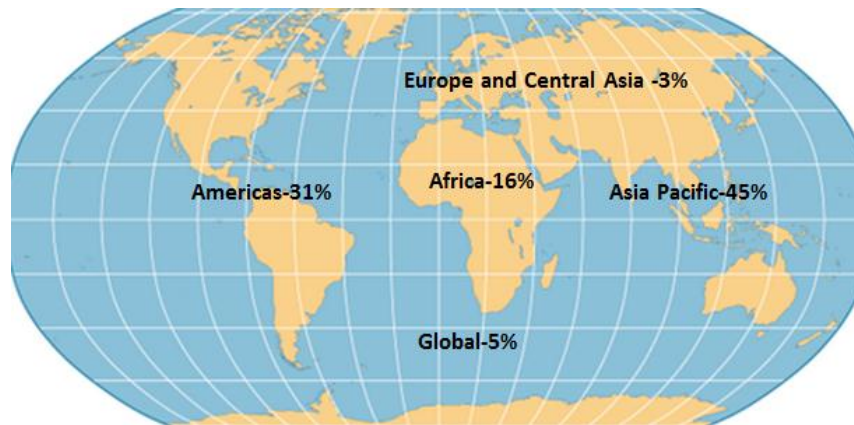 Europe and Central Asia -3%
Americas-31%
Africa-16%
Asia Pacific-45%
Global-5%